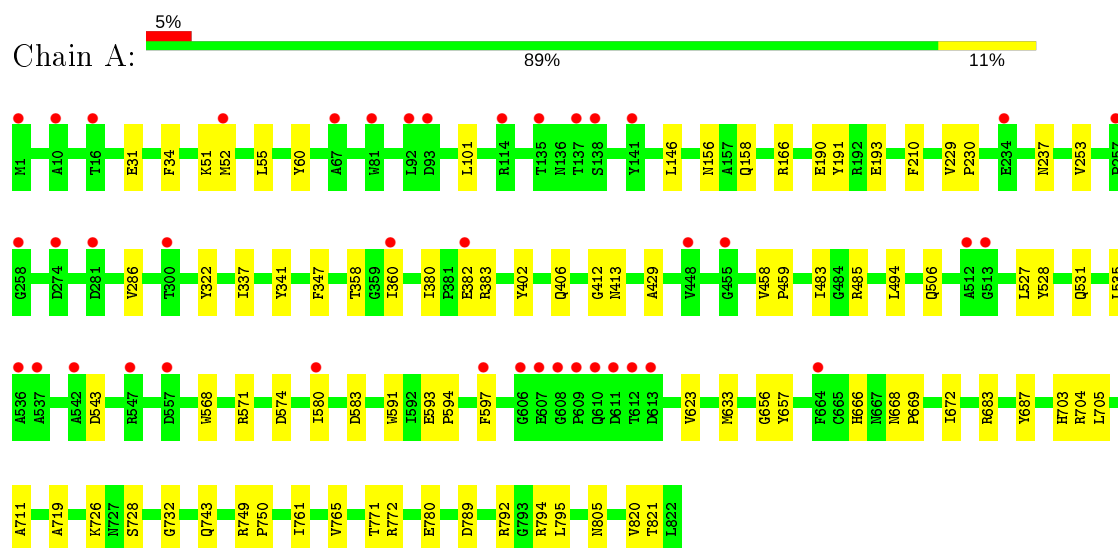 5%
Chain A:
89% 11%
M1 A10 T16 E31 F34 K51 M52 L55 Y60 A67 W81 L92 D93 L101 R114 T135 N136 T137 S138 Y141 L146 N156 A157 Q158 R166 E190 Y191 R192 E193 F210 V229 P230 E234 N237 V253
G258 D274 D281 V286 T300 Y322 I337 Y341 F347 T358 G359 I360 I380 P381 E382 R383 Y402 Q406 G412 N413 A429 V448 G455 V458 P459 I483 G484 R485 L494 Q506 A512 G513 L527 Y528 Q531 L535
A536 A537 A542 D543 R547 D557 W568 R571 D574 I580 D583 W591 I592 E593 P594 F597 G606 E607 G608 P609 Q610 D611 T612 D613 V623 M633 G656 Y657 F664 C665 H666 N667 N668 P669 I672 R683 Y687 H703 R704 L705
A711 A719 K726 N727 S728 G732 Q743 R749 P750 I761 V765 T771 R772 E780 D789 R792 G793 R794 L795 N805 V820 T821 L822